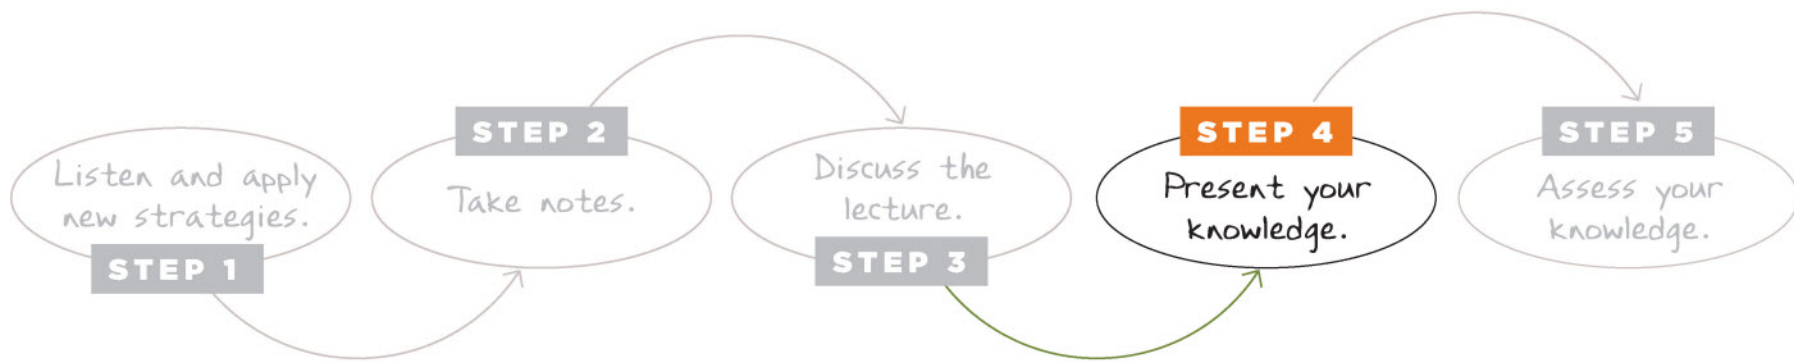 Listen and apply
new strategies.
STEP 1
STEP 2
Take notes.
Discuss the
lecture.
STEP 3
STEP 4
Present your
knowledge.
STEP 5
Assess your
knowledge.